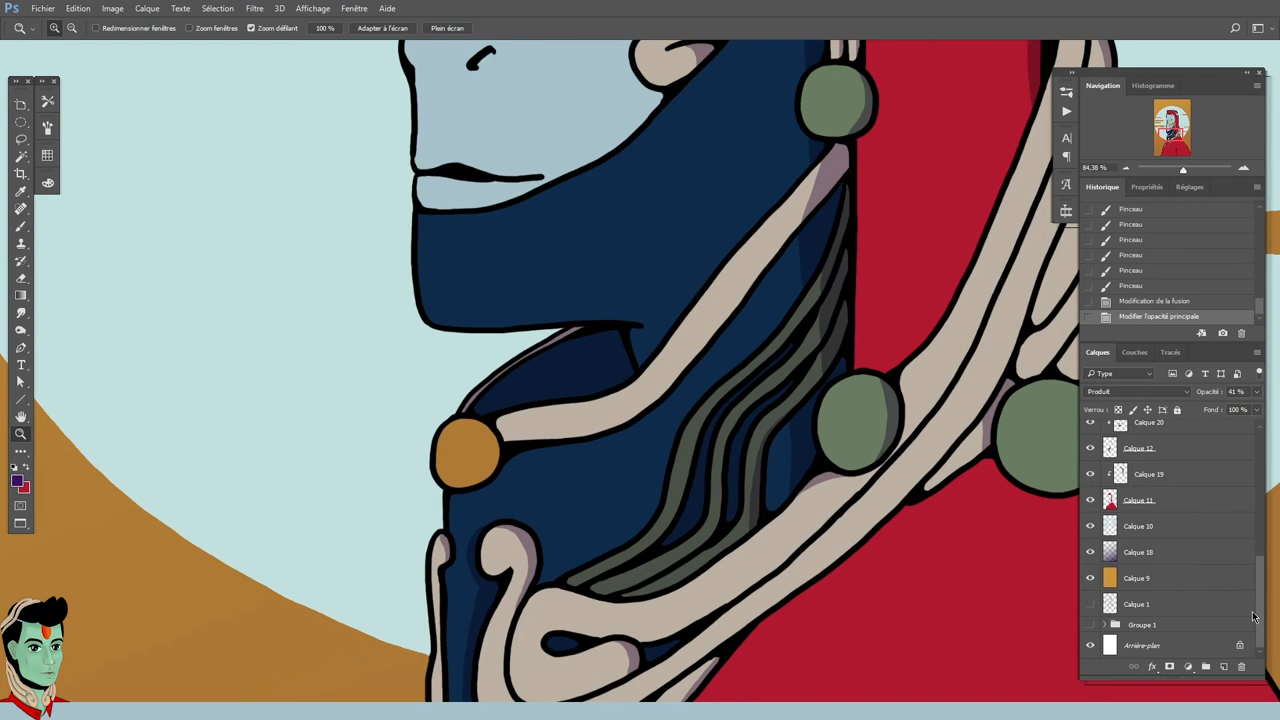 Ps Fichier Edition Image Calque Texte Sélection Filtre 3D Affichage Fenêtre Aide
Redimensionner fenêtres Zoom fenêtres Zoom défilant 100 % Adapter à l'écran Plein écran
Navigation Histogramme
84,38 %
Historique Propriétés Réglages
Pinceau
Pinceau
Pinceau
Pinceau
Pinceau
Pinceau
Modification de la fusion
Modifier l'opacité principale
Calques Couches Tracés
Type
Produit Opacité : 41 %
Verrou : Fond : 100 %
Calque 20
Calque 12
Calque 19
Calque 11
Calque 10
Calque 18
Calque 9
Calque 1
Groupe 1
Arrière-plan